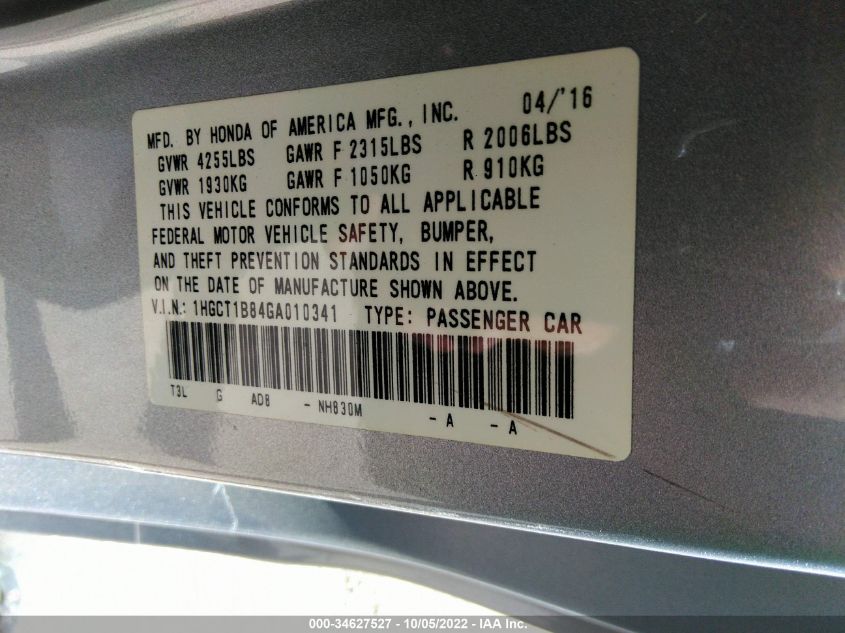 MFD. BY HONDA OF AMERICA MFG., INC. 04/'16
GVWR 4255LBS GAWR F 2315LBS R 2006LBS
GVWR 1930KG GAWR F 1050KG R 910KG
THIS VEHICLE CONFORMS TO ALL APPLICABLE
FEDERAL MOTOR VEHICLE SAFETY, BUMPER,
AND THEFT PREVENTION STANDARDS IN EFFECT
ON THE DATE OF MANUFACTURE SHOWN ABOVE.
V.I.N.: 1HGCT1B84GA010341 TYPE: PASSENGER CAR
T3L G AD8 - NH830M - A - A
000-34627527 - 10/05/2022 - IAA Inc.